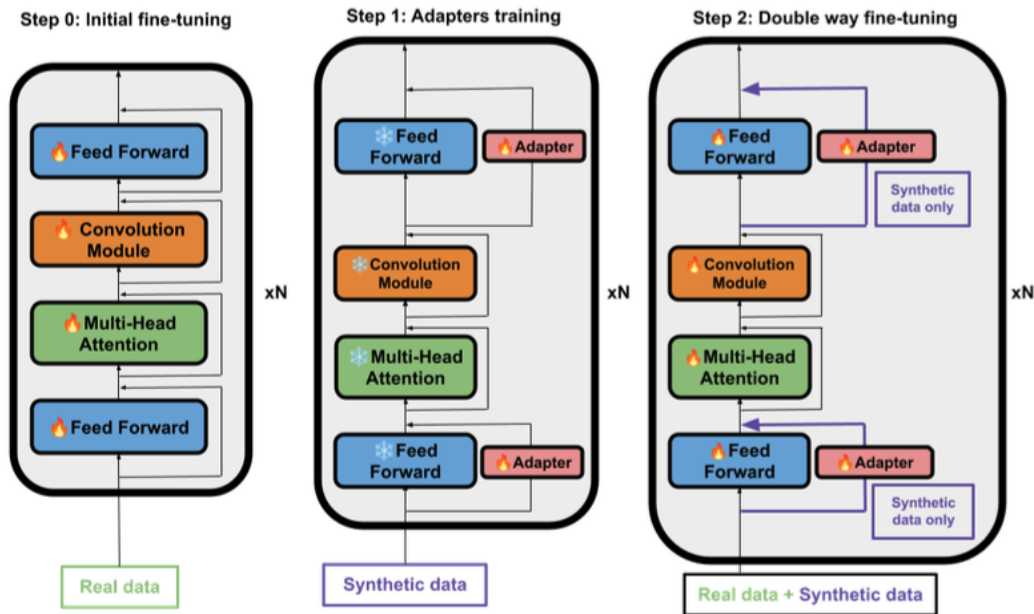 Step 0: Initial fine-tuning
🔥Feed Forward
🔥 Convolution
Module
🔥Multi-Head
Attention
🔥Feed Forward
xN
Real data
Step 1: Adapters training
❄️Feed
Forward
🔥Adapter
❄️Convolution
Module
❄️Multi-Head
Attention
❄️Feed
Forward
🔥Adapter
xN
Synthetic data
Step 2: Double way fine-tuning
🔥Feed
Forward
🔥Adapter
Synthetic
data only
🔥Convolution
Module
🔥Multi-Head
Attention
🔥Feed
Forward
🔥Adapter
Synthetic
data only
xN
Real data + Synthetic data